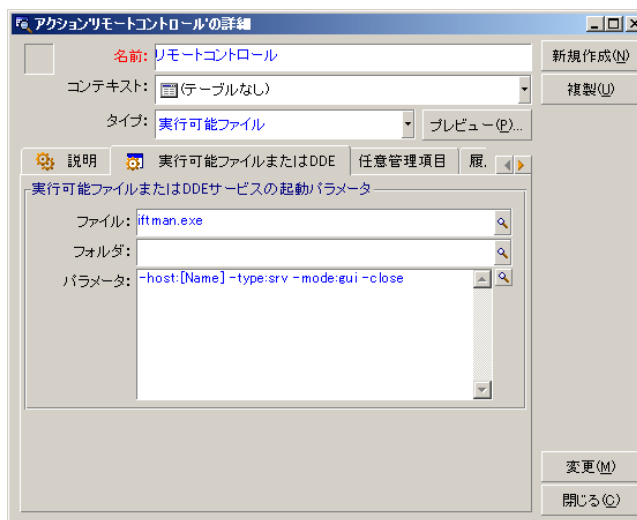 アクション'リモートコントロール'の詳細
名前: リモートコントロール
新規作成(N)
コンテキスト: (テーブルなし)
複製(U)
タイプ: 実行可能ファイル
プレビュー(P)...
説明
実行可能ファイルまたはDDE
任意管理項目
履.
実行可能ファイルまたはDDEサービスの起動パラメータ
ファイル: iftman.exe
フォルダ:
パラメータ: -host:[Name] -type:srv -mode:gui -close
変更(M)
閉じる(C)